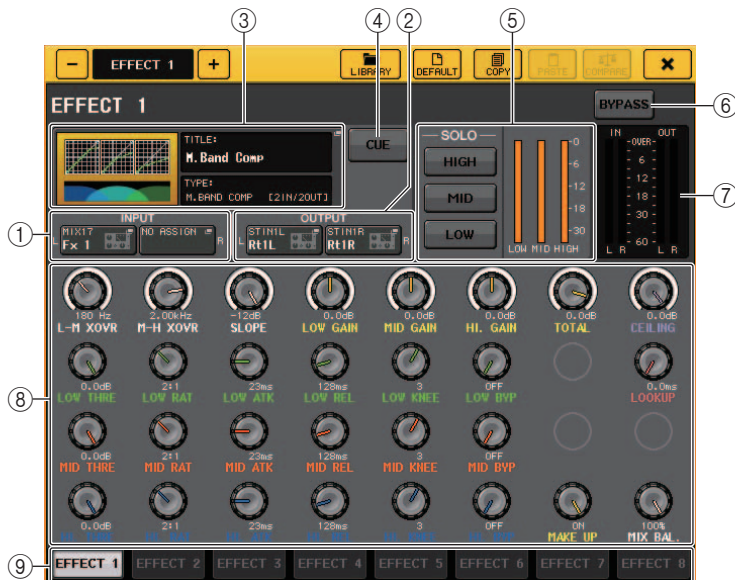 ③ ④ ② ⑤
EFFECT 1
LIBRARY DEFAULT COPY PASTE COMPARE
EFFECT 1
BYPASS
⑥
TITLE:
M.Band Comp
TYPE:
M.BAND COMP [2IN/2OUT]
CUE
SOLO
HIGH
MID
LOW
0
-6
-12
-18
-30
LOW MID HIGH
IN OUT
-OVER-
6
12
18
30
60
L R L R
⑦
①
INPUT
L MIX17 Fx 1 NO ASSIGN R
OUTPUT
L STIN1L Rt1L STIN1R Rt1R R
180 Hz 2.00kHz -12dB 0.0dB 0.0dB 0.0dB 0.0dB 0.0dB
L-M XOVR M-H XOVR SLOPE LOW GAIN MID GAIN HI. GAIN TOTAL CEILING
0.0dB 2:1 23ms 128ms 3 OFF 0.0ms
LOW THRE LOW RAT LOW ATK LOW REL LOW KNEE LOW BYP LOOKUP
⑧
0.0dB 2:1 23ms 128ms 3 OFF
MID THRE MID RAT MID ATK MID REL MID KNEE MID BYP
0.0dB 2:1 23ms 128ms 3 OFF ON 100%
MAKE UP MIX BAL.
⑨
EFFECT 1 EFFECT 2 EFFECT 3 EFFECT 4 EFFECT 5 EFFECT 6 EFFECT 7 EFFECT 8